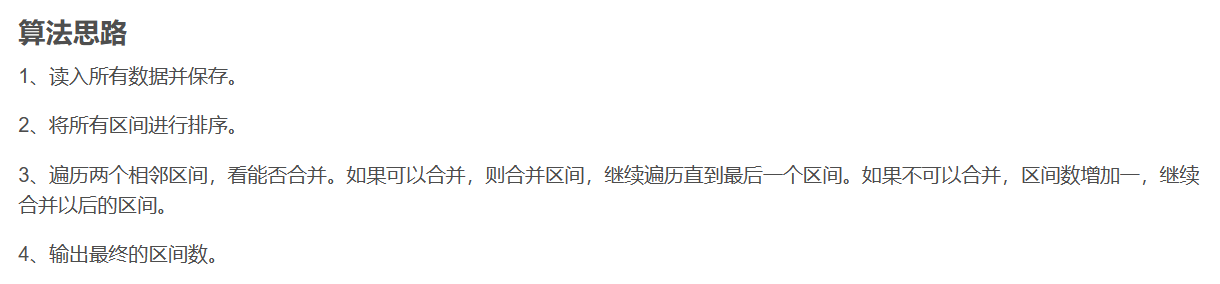 算法思路
1、读入所有数据并保存。
2、将所有区间进行排序。
3、遍历两个相邻区间，看能否合并。如果可以合并，则合并区间，继续遍历直到最后一个区间。如果不可以合并，区间数增加一，继续
合并以后的区间。
4、输出最终的区间数。